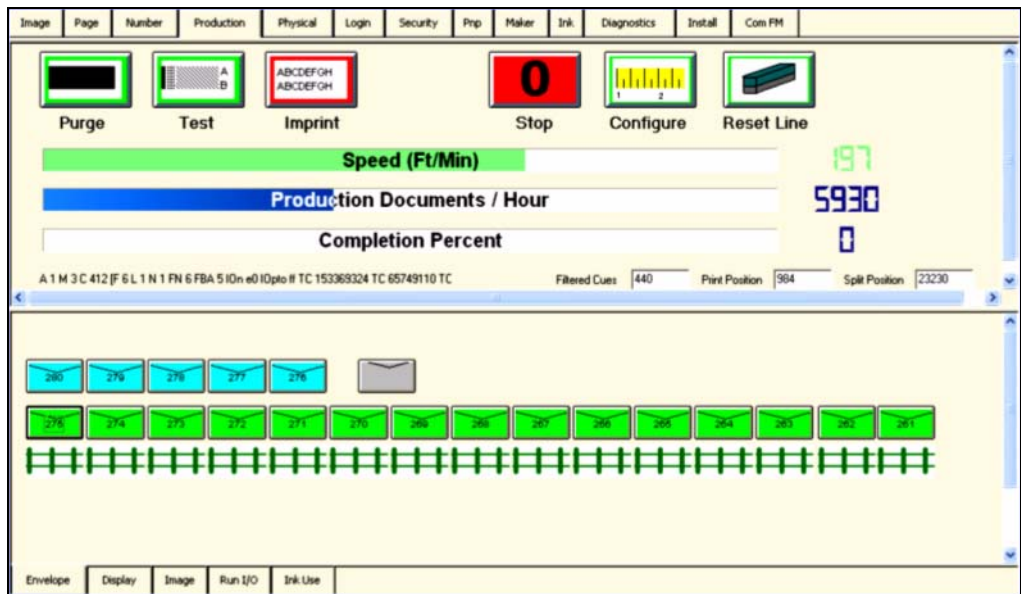 Image Page Number Production Physical Login Security Pnp Maker Ink Diagnostics Install Com FM
A
B
ABCDEFGH
ABCDEFGH
0
1 2
Purge Test Imprint Stop Configure Reset Line
Speed (Ft/Min) 197
Production Documents / Hour 5930
Completion Percent 0
A 1 M 3 C 412 [F 6 L 1 N 1 FN 6 FBA 5 IOn e0 IOpto ff TC 153369324 TC 65749110 TC Filtered Cues 440 Print Position 984 Split Position 23230
280 279 278 277 276
275 274 273 272 271 270 269 268 267 266 265 264 263 262 261
Envelope Display Image Run I/O Ink Use